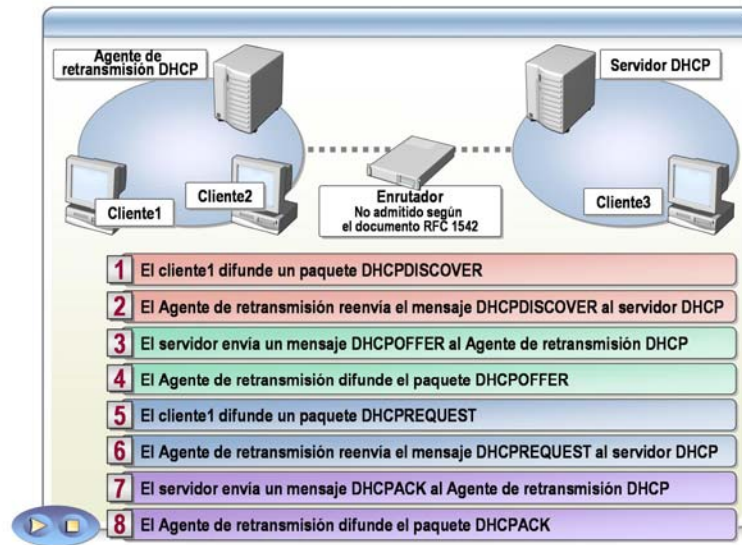 Agente de
retransmisión DHCP
Servidor DHCP
Cliente1
Cliente2
Enrutador
No admitido según
el documento RFC 1542
Cliente3
1 El cliente1 difunde un paquete DHCPDISCOVER
2 El Agente de retransmisión reenvía el mensaje DHCPDISCOVER al servidor DHCP
3 El servidor envía un mensaje DHCPOFFER al Agente de retransmisión DHCP
4 El Agente de retransmisión difunde el paquete DHCPOFFER
5 El cliente1 difunde un paquete DHCPREQUEST
6 El Agente de retransmisión reenvía el mensaje DHCPREQUEST al servidor DHCP
7 El servidor envía un mensaje DHCPACK al Agente de retransmisión DHCP
8 El Agente de retransmisión difunde el paquete DHCPACK